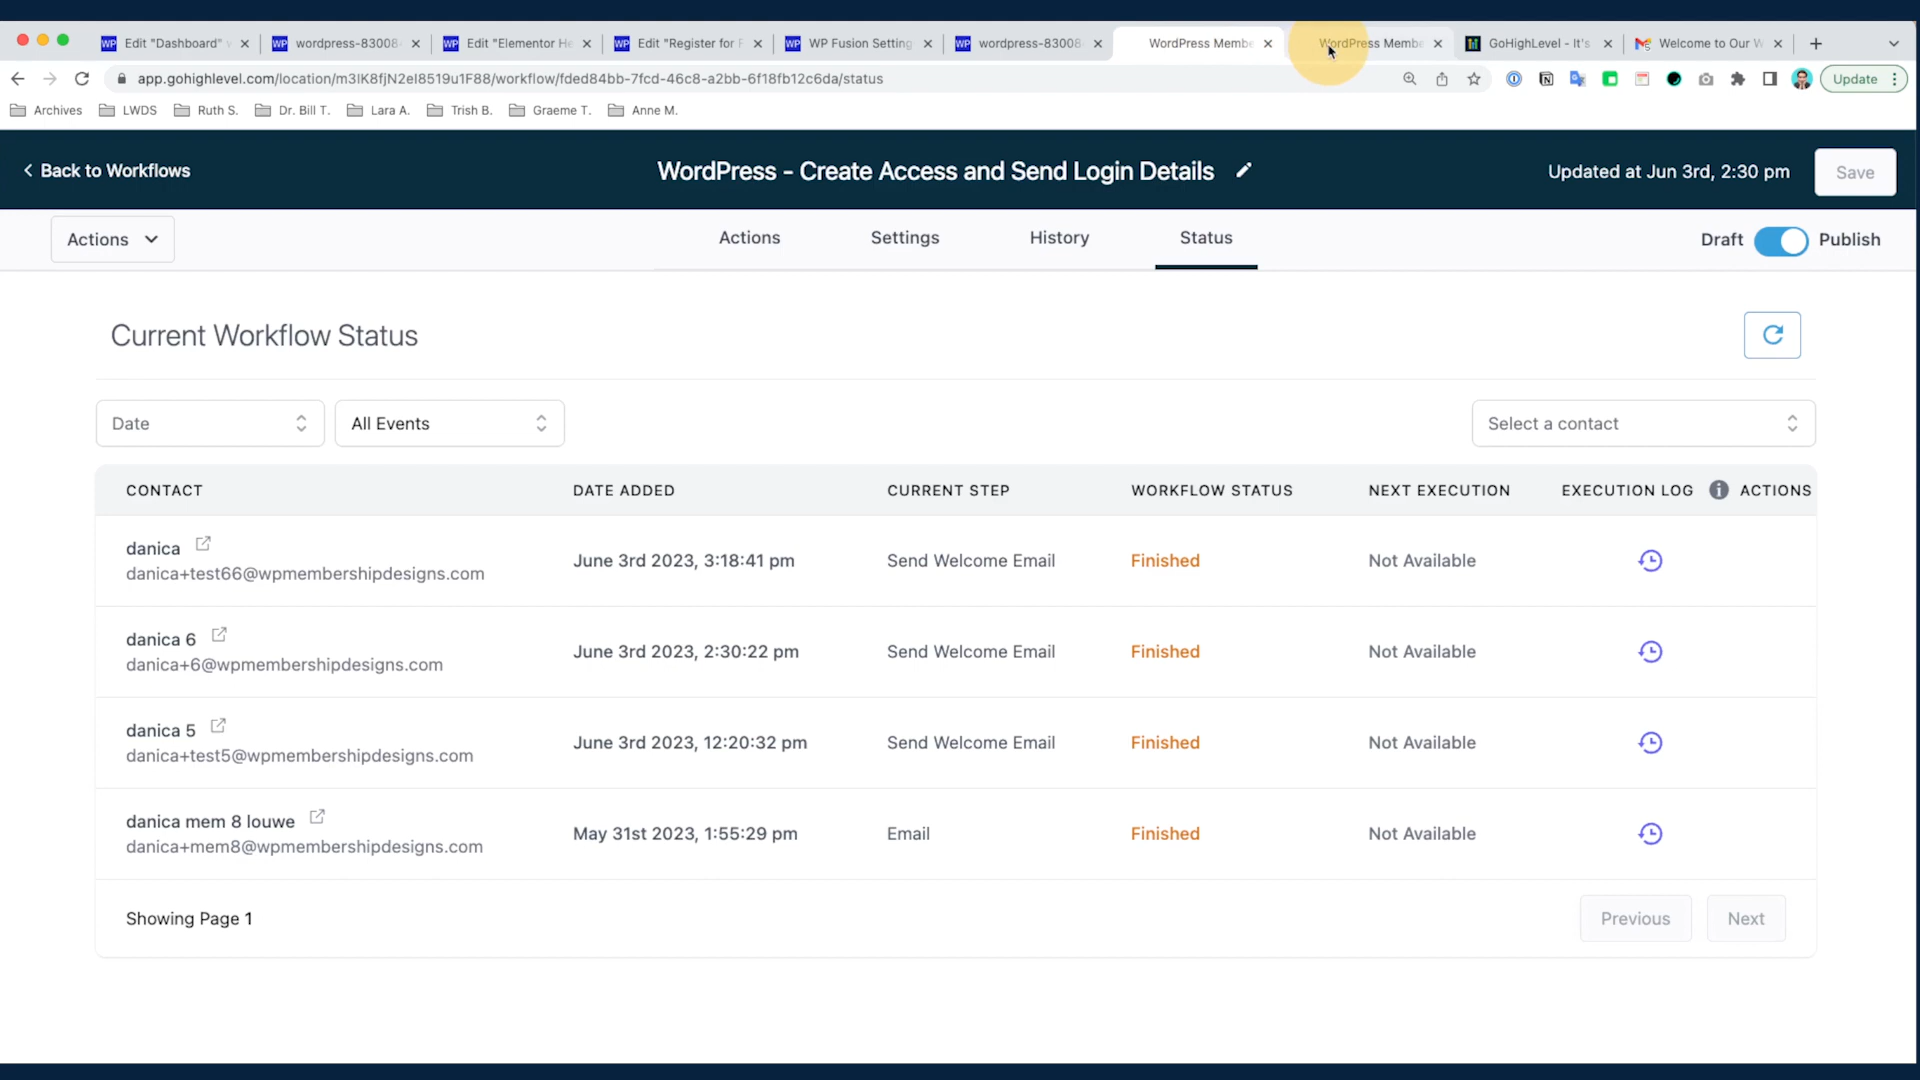 WP Edit "Dashboard" WP wordpress-83008 WP Edit "Elementor He WP Edit "Register for F WP WP Fusion Setting WP wordpress-83008 WordPress Membe WordPress Membe GoHighLevel - It's Welcome to Our W
app.gohighlevel.com/location/m3IK8fjN2eI8519u1F88/workflow/fded84bb-7fcd-46c8-a2bb-6f18fb12c6da/status Update
Archives LWDS Ruth S. Dr. Bill T. Lara A. Trish B. Graeme T. Anne M.
Back to Workflows WordPress - Create Access and Send Login Details Updated at Jun 3rd, 2:30 pm Save
Actions Actions Settings History Status Draft Publish
Current Workflow Status
Date All Events Select a contact
CONTACT DATE ADDED CURRENT STEP WORKFLOW STATUS NEXT EXECUTION EXECUTION LOG ACTIONS
danica
danica+test66@wpmembershipdesigns.com June 3rd 2023, 3:18:41 pm Send Welcome Email Finished Not Available
danica 6
danica+6@wpmembershipdesigns.com June 3rd 2023, 2:30:22 pm Send Welcome Email Finished Not Available
danica 5
danica+test5@wpmembershipdesigns.com June 3rd 2023, 12:20:32 pm Send Welcome Email Finished Not Available
danica mem 8 louwe
danica+mem8@wpmembershipdesigns.com May 31st 2023, 1:55:29 pm Email Finished Not Available
Showing Page 1 Previous Next